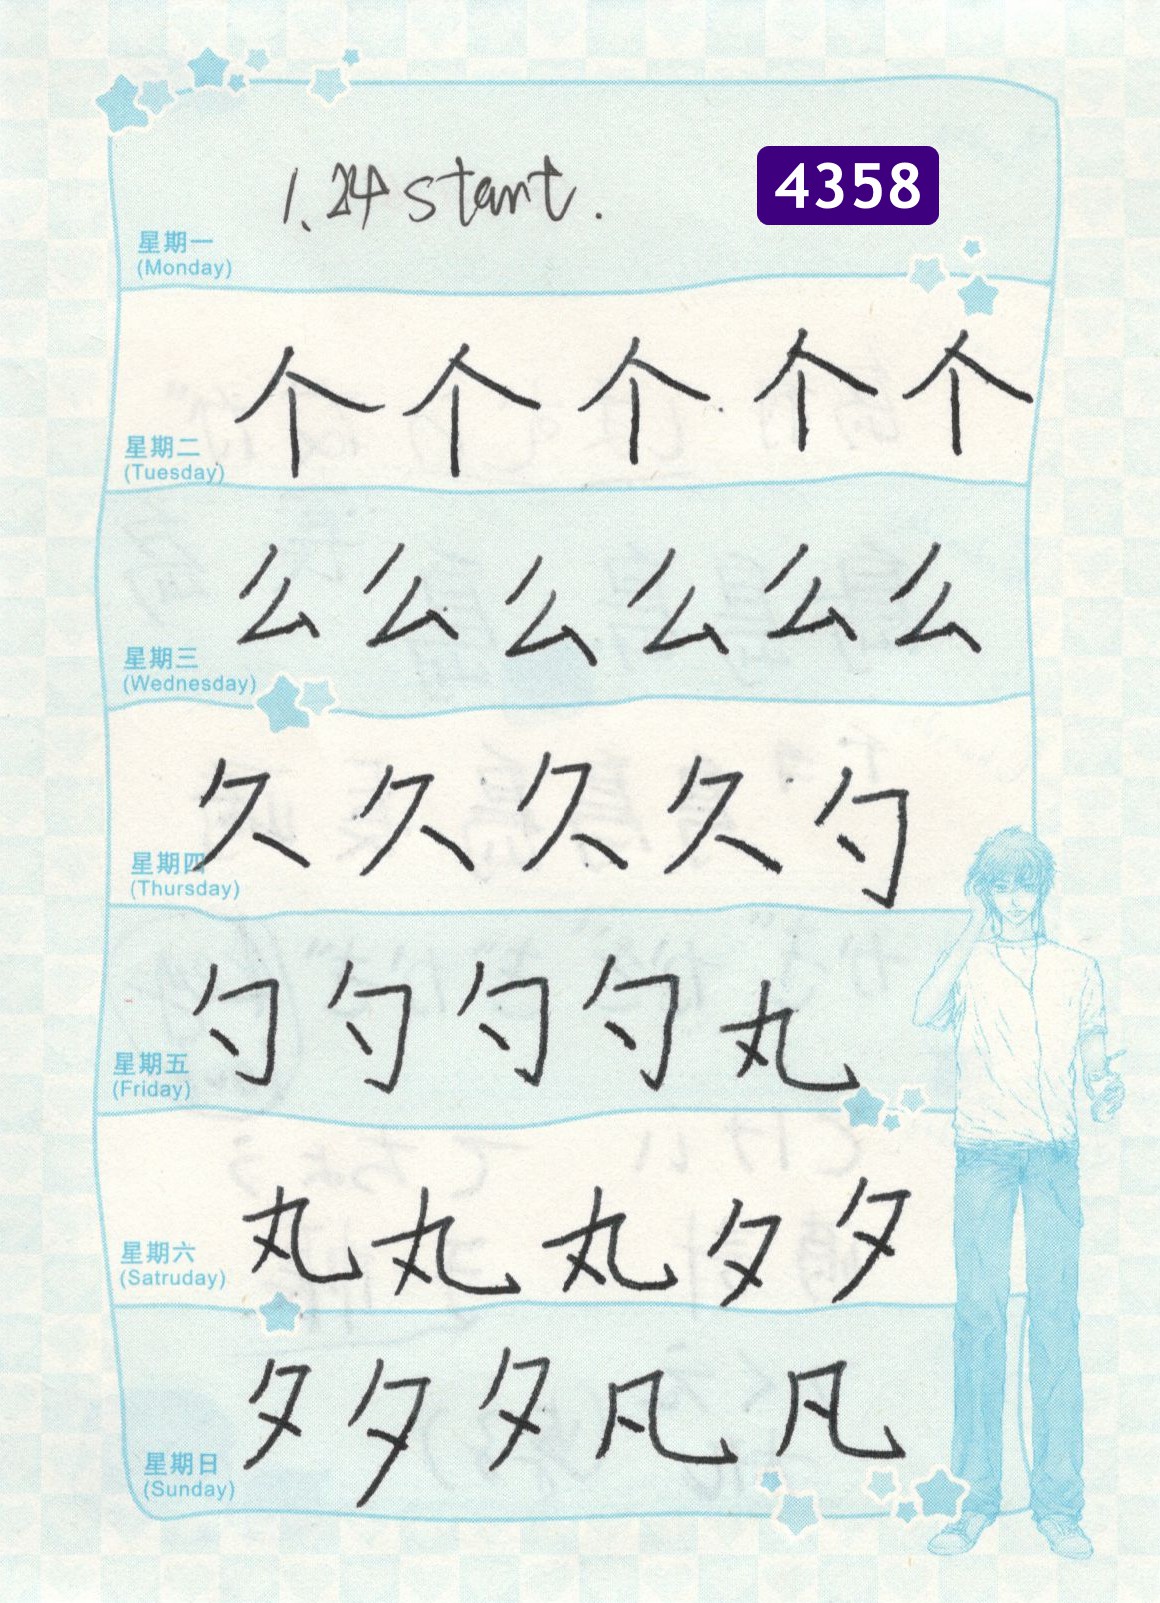 1.24 start.
4358
星期一
(Monday)
个 个 个 个 个
星期二
(Tuesday)
么 么 么 么 么 么
星期三
(Wednesday)
久 久 久 久 勺
星期四
(Thursday)
勺 勺 勺 勺 丸
星期五
(Friday)
丸 丸 丸 夕 夕
星期六
(Satruday)
夕 夕 夕 凡 凡
星期日
(Sunday)